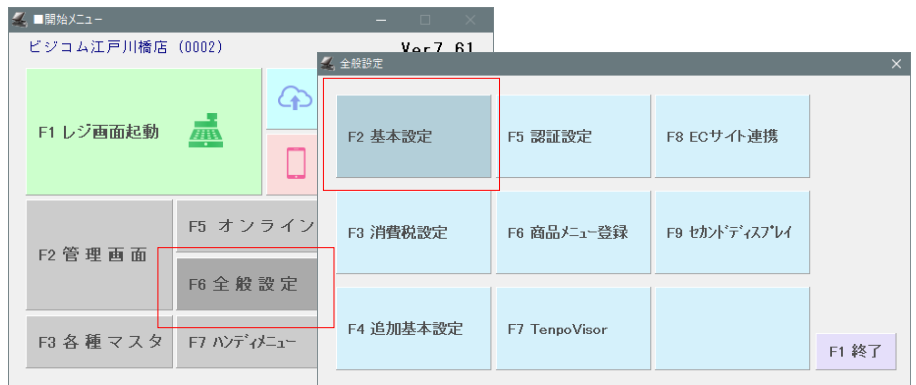 ■開始メニュー
ビジコム江戸川橋店 (0002)
Ver7.61
F1 レジ画面起動
F2 管理画面
F5 オンライン
F6 全般設定
F3 各種マスタ
F7 ハンディメニュー
全般設定
F2 基本設定
F5 認証設定
F8 ECサイト連携
F3 消費税設定
F6 商品メニュー登録
F9 セカンドディスプレイ
F4 追加基本設定
F7 TenpoVisor
F1 終了